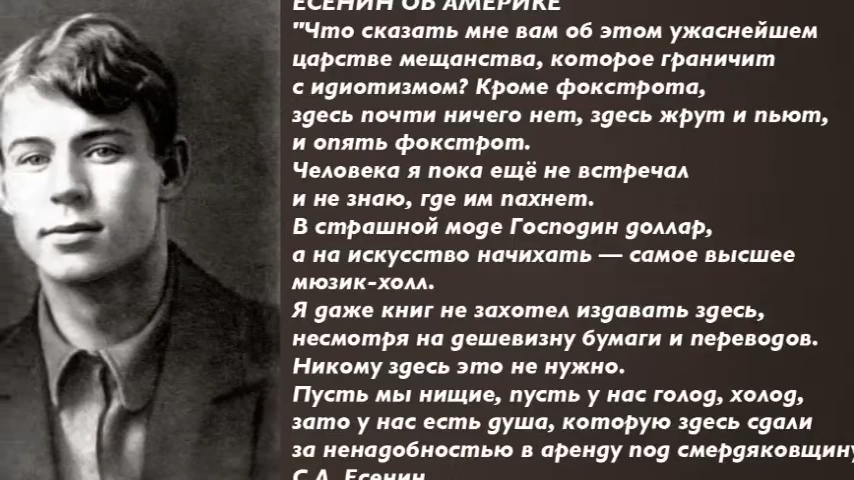 ЕСЕНИН ОБ АМЕРИКЕ
"Что сказать мне вам об этом ужаснейшем
царстве мещанства, которое граничит
с идиотизмом? Кроме фокстрота,
здесь почти ничего нет, здесь жрут и пьют,
и опять фокстрот.
Человека я пока ещё не встречал
и не знаю, где им пахнет.
В страшной моде Господин доллар,
а на искусство начихать — самое высшее
мюзик-холл.
Я даже книг не захотел издавать здесь,
несмотря на дешевизну бумаги и переводов.
Никому здесь это не нужно.
Пусть мы нищие, пусть у нас голод, холод,
зато у нас есть душа, которую здесь сдали
за ненадобностью в аренду под смердяковщину
С.А. Есенин